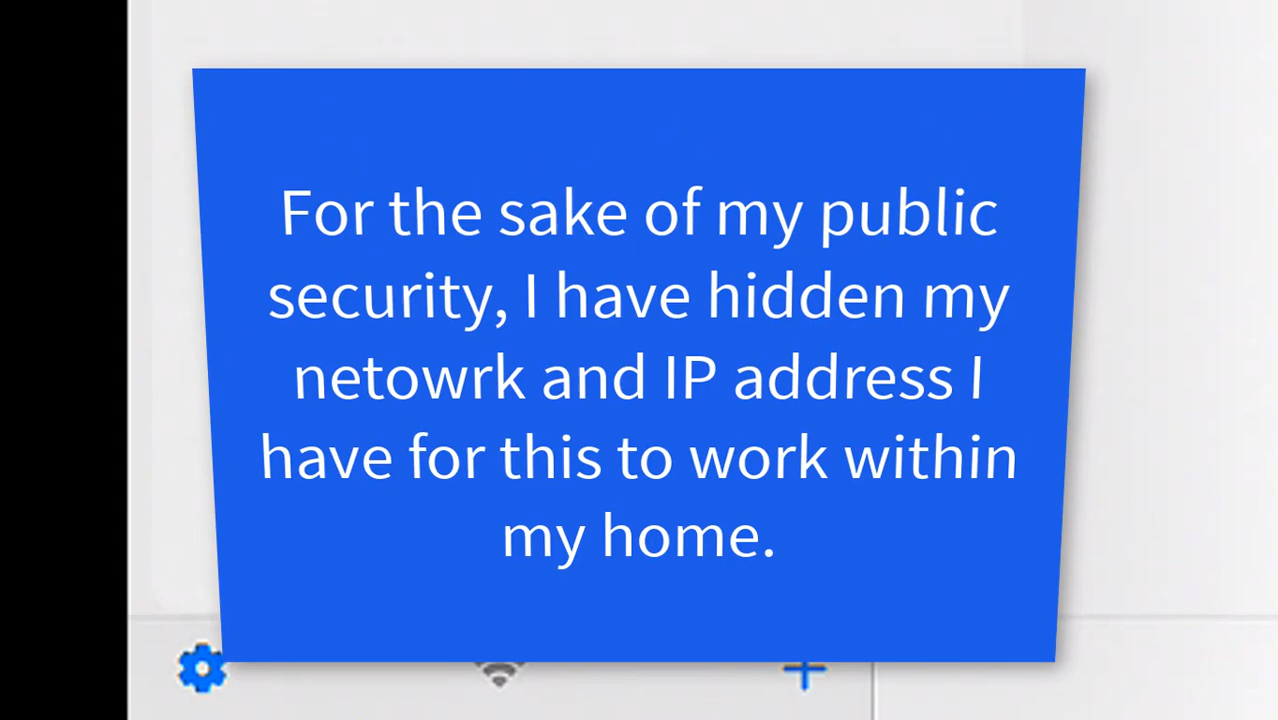 For the sake of my public
security, I have hidden my
netowrk and IP address I
have for this to work within
my home.